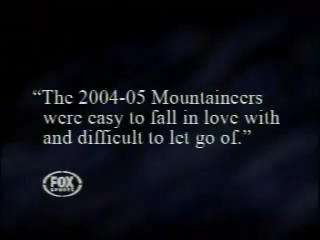 “The 2004-05 Mountaineers
were easy to fall in love with
and difficult to let go of.”
FOX
SPORTS